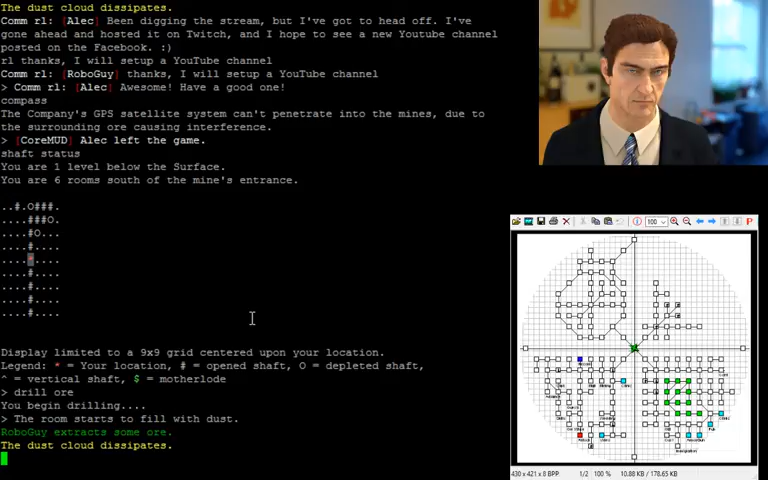 The dust cloud dissipates.
Comm rl: [Alec] Been digging the stream, but I've got to head off. I've
gone ahead and hosted it on Twitch, and I hope to see a new Youtube channel
posted on the Facebook. :)
rl thanks, I will setup a YouTube channel
Comm rl: [RoboGuy] thanks, I will setup a YouTube channel
> Comm rl: [Alec] Awesome! Have a good one!
compass
The Company's GPS satellite system can't penetrate into the mines, due to
the surrounding ore causing interference.
> [CoreMUD] Alec left the game.
shaft status
You are 1 level below the Surface.
You are 6 rooms south of the mine's entrance.
..#.O###.
....###O.
....#O...
....#....
....*....
....#....
....#....
....#....
....#....
Display limited to a 9x9 grid centered upon your location.
Legend: * = Your location, # = opened shaft, O = depleted shaft,
^ = vertical shaft, $ = motherlode
> drill ore
You begin drilling....
> The room starts to fill with dust.
RoboGuy extracts some ore.
The dust cloud dissipates.
100
430 x 421 x 8 BPP
1/2
100 %
10.88 KB / 178.65 KB